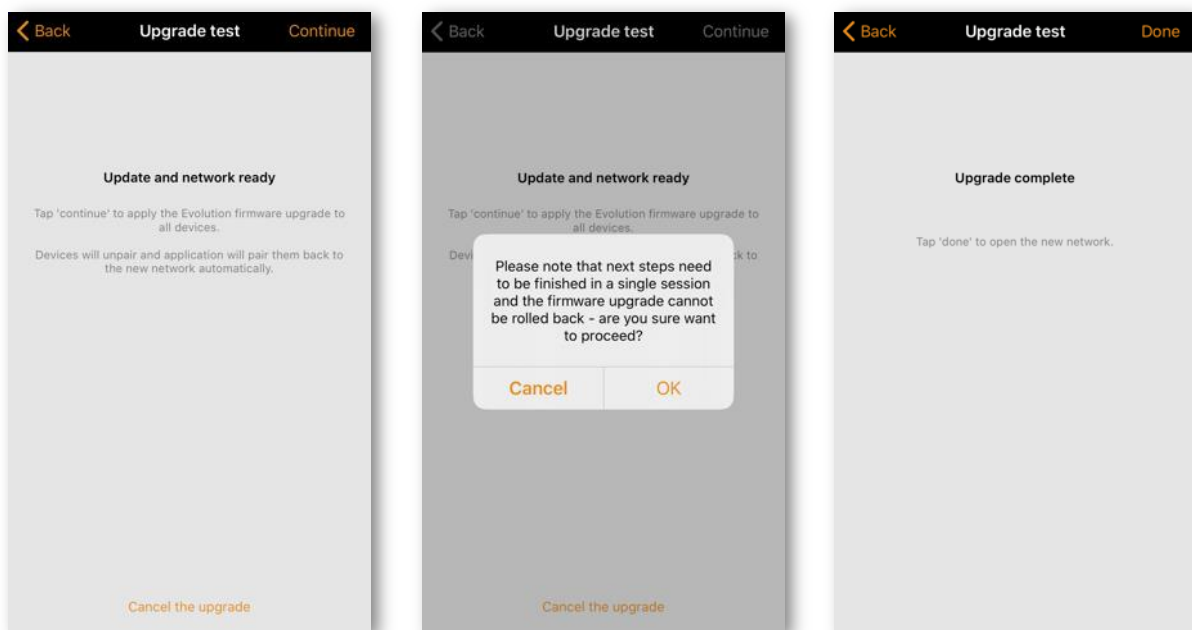 Back Upgrade test Continue
Update and network ready
Tap 'continue' to apply the Evolution firmware upgrade to
all devices.
Devices will unpair and application will pair them back to
the new network automatically.
Cancel the upgrade
Back Upgrade test Continue
Update and network ready
Tap 'continue' to apply the Evolution firmware upgrade to
all devices.
Devi ck to
Please note that next steps need
to be finished in a single session
and the firmware upgrade cannot
be rolled back - are you sure want
to proceed?
Cancel OK
Cancel the upgrade
Back Upgrade test Done
Upgrade complete
Tap 'done' to open the new network.